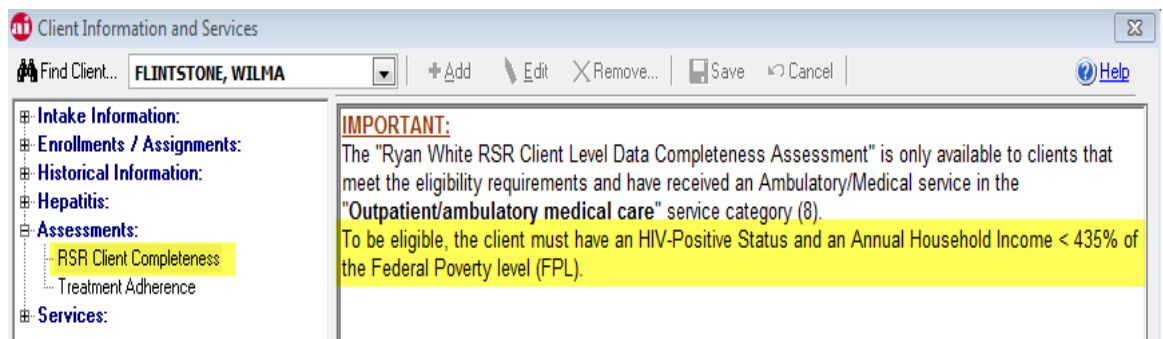 ai Client Information and Services
Find Client... FLINTSTONE, WILMA +Add Edit Remove... Save Cancel Help
Intake Information:
Enrollments / Assignments:
Historical Information:
Hepatitis:
Assessments:
RSR Client Completeness
Treatment Adherence
Services:
IMPORTANT:
The "Ryan White RSR Client Level Data Completeness Assessment" is only available to clients that
meet the eligibility requirements and have received an Ambulatory/Medical service in the
"Outpatient/ambulatory medical care" service category (8).
To be eligible, the client must have an HIV-Positive Status and an Annual Household Income < 435% of
the Federal Poverty level (FPL).